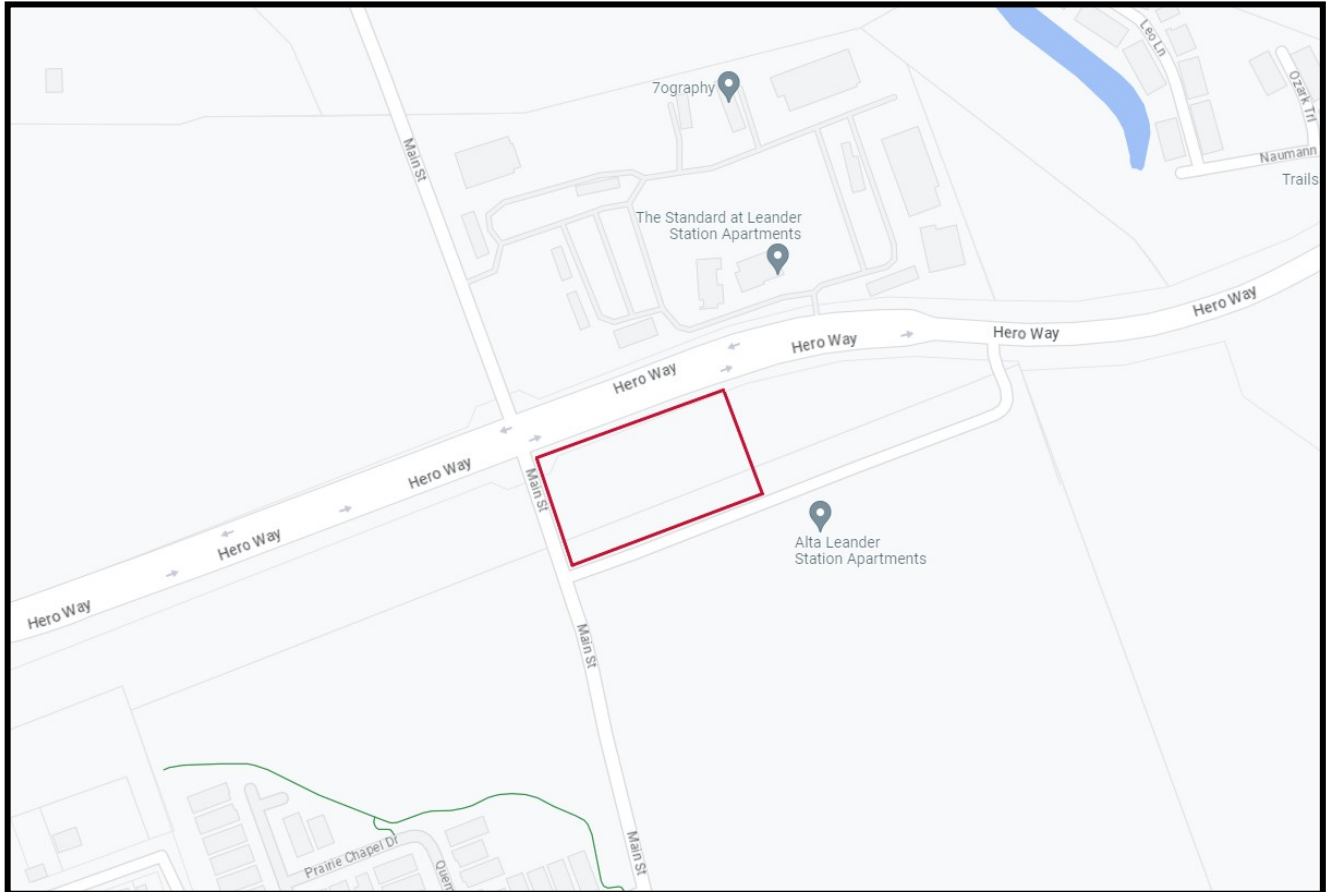 Leo Ln
Ozark Trl
7ography
Main St
Naumann
Trails
The Standard at Leander
Station Apartments
Hero Way
Hero Way
Hero Way
Hero Way
Hero Way
Main St
Hero Way
Alta Leander
Station Apartments
Hero Way
Main St
Main St
Prairie Chapel Dr
Quem